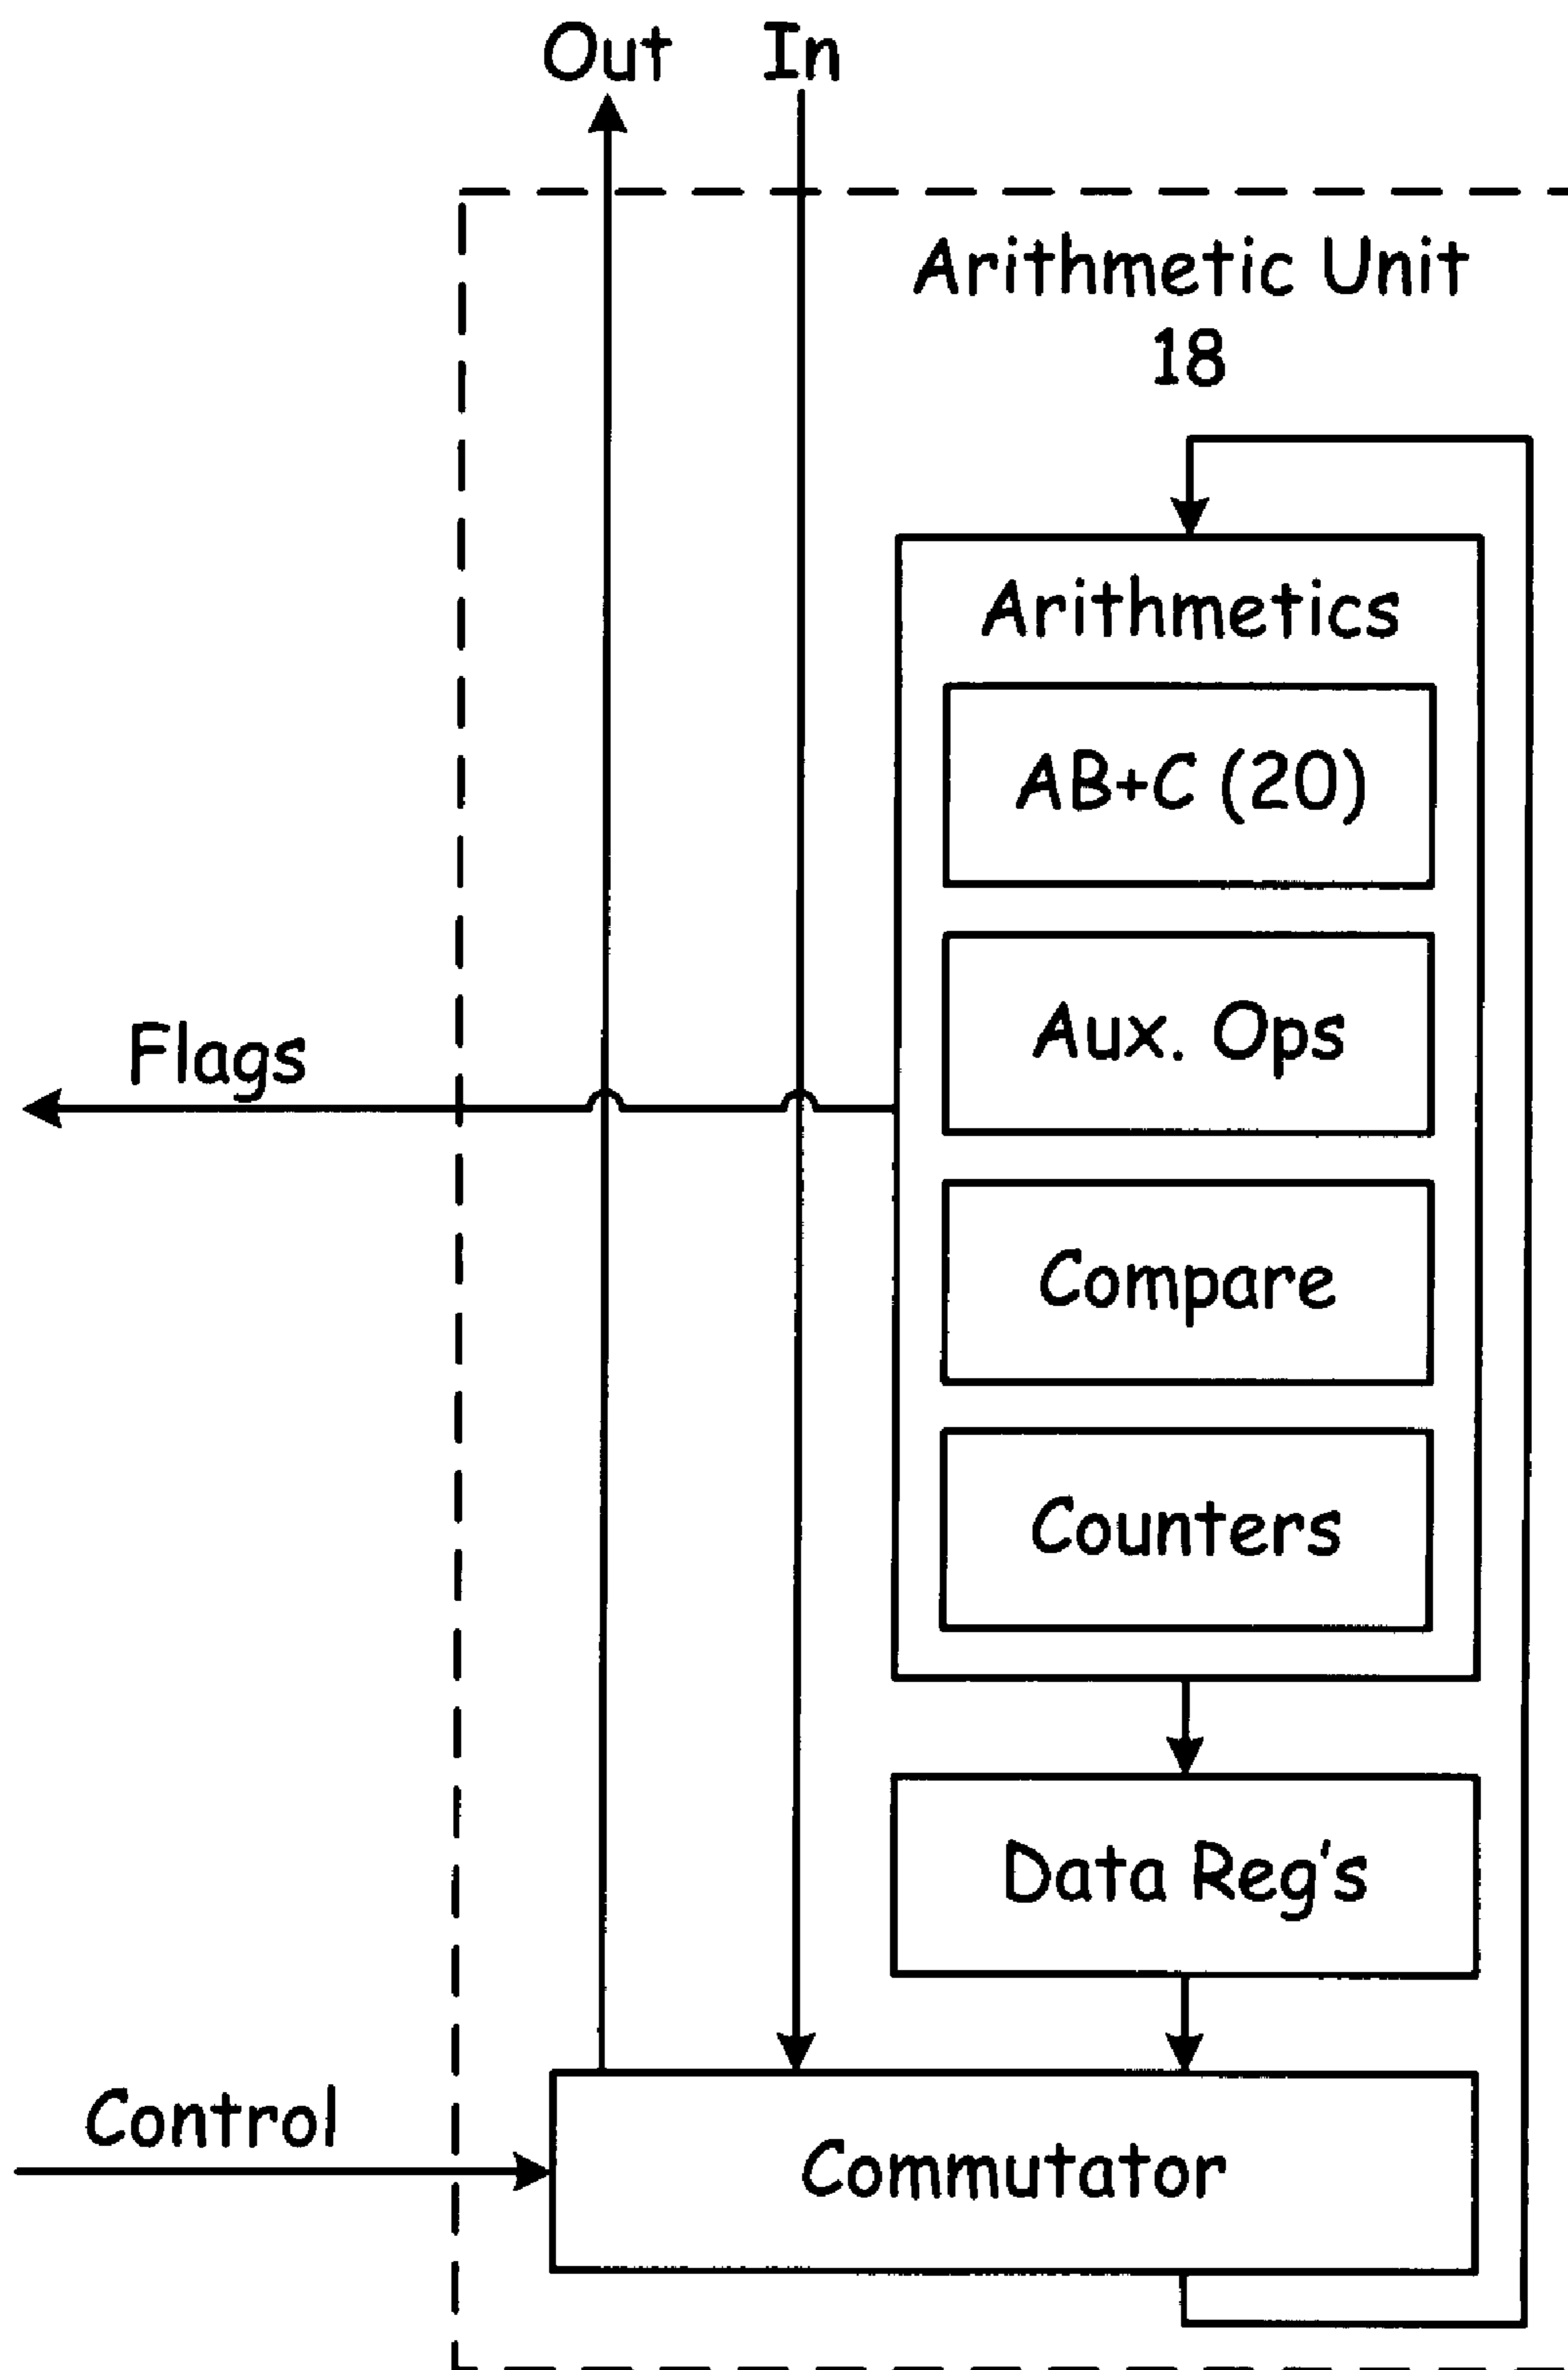 Out
In
Arithmetic Unit
18
Arithmetics
AB+C (20)
Aux. Ops
Flags
Compare
Counters
Data Reg's
Control
Commutator